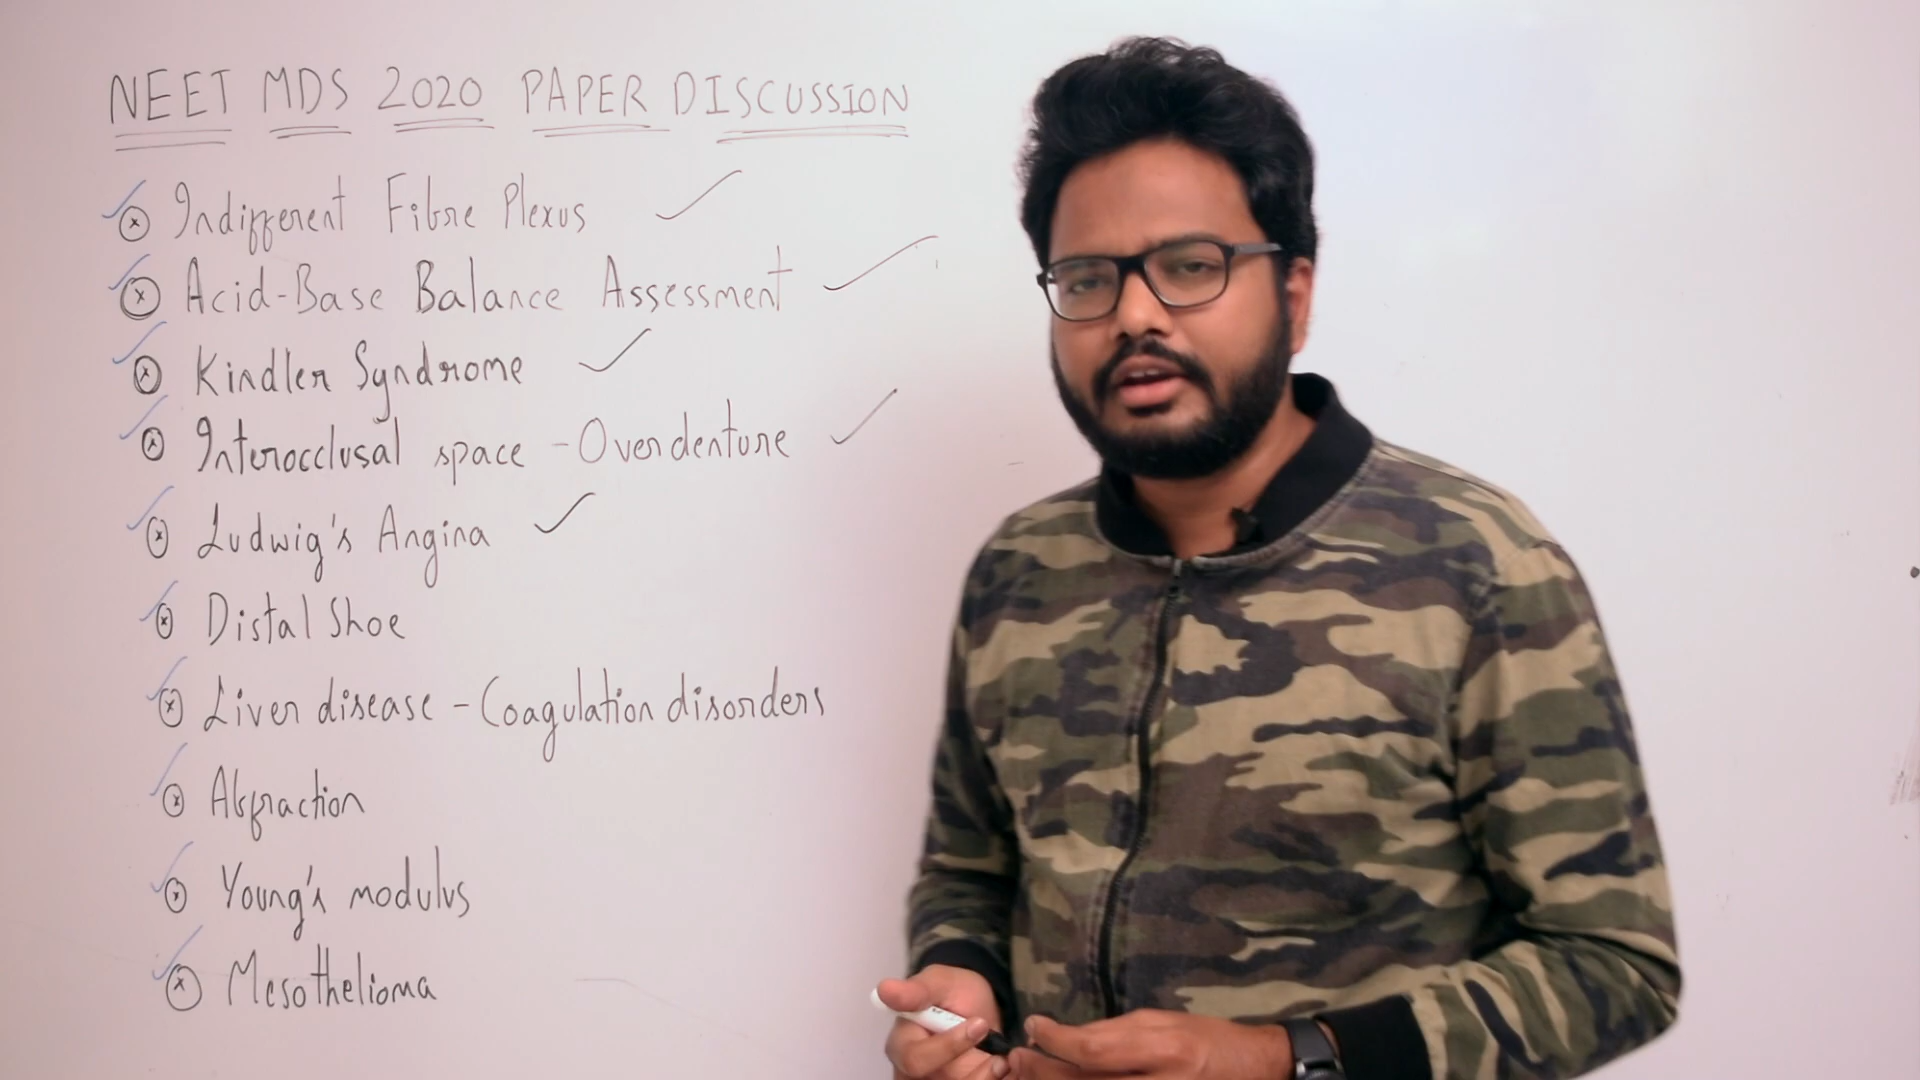 NEET MDS 2020 PAPER DISCUSSION
Indifferent Fibre Plexus
Acid-Base Balance Assessment
Kindler Syndrome
Interocclusal space - Overdenture
Ludwig's Angina
Distal Shoe
Liver disease - Coagulation disorders
Abfraction
Young's modulus
Mesothelioma